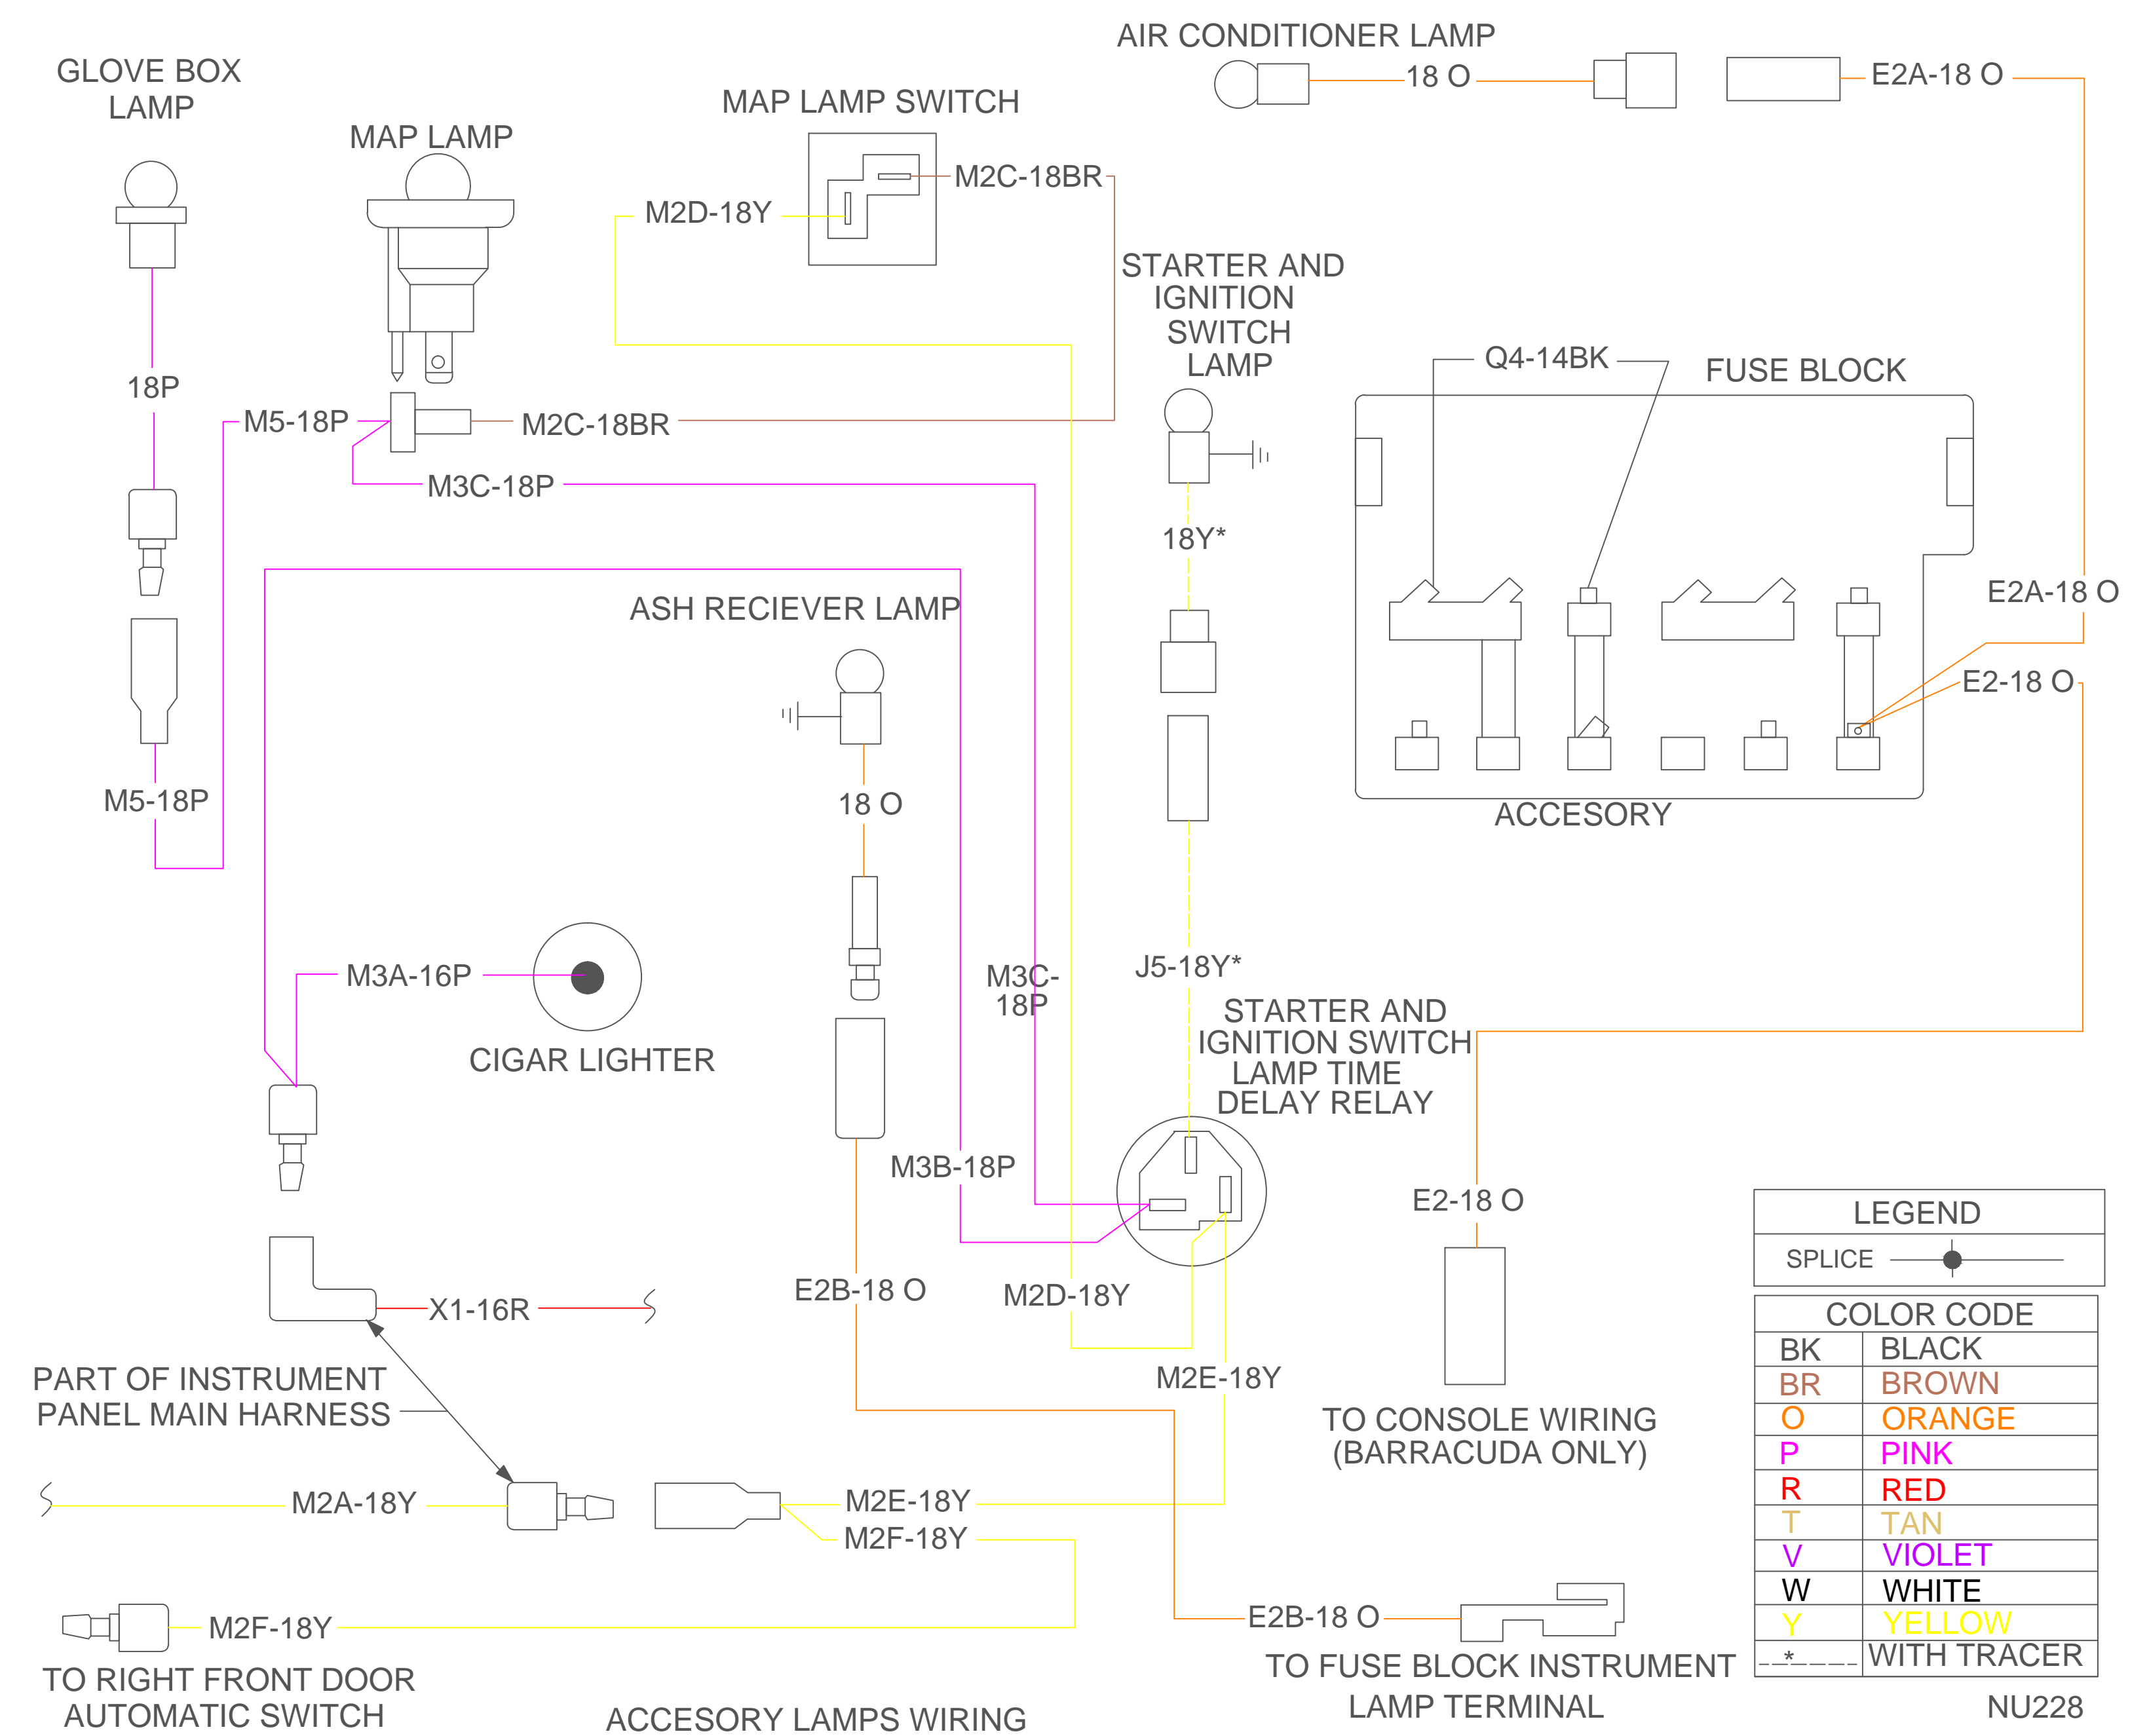 AIR CONDITIONER LAMP
18 O
E2A-18 O
GLOVE BOX
LAMP
MAP LAMP
MAP LAMP SWITCH
M2C-18BR
M2D-18Y
STARTER AND
IGNITION
SWITCH
LAMP
18P
M5-18P
M2C-18BR
M3C-18P
Q4-14BK
FUSE BLOCK
18Y*
E2A-18 O
ASH RECIEVER LAMP
E2-18 O
M5-18P
18 O
ACCESORY
M3A-16P
CIGAR LIGHTER
M3C-
18P
J5-18Y*
STARTER AND
IGNITION SWITCH
LAMP TIME
DELAY RELAY
M3B-18P
E2-18 O
E2B-18 O
M2D-18Y
X1-16R
PART OF INSTRUMENT
PANEL MAIN HARNESS
M2E-18Y
TO CONSOLE WIRING
(BARRACUDA ONLY)
M2A-18Y
M2E-18Y
M2F-18Y
M2F-18Y
E2B-18 O
TO RIGHT FRONT DOOR
AUTOMATIC SWITCH
TO FUSE BLOCK INSTRUMENT
LAMP TERMINAL
ACCESORY LAMPS WIRING
LEGEND
SPLICE
COLOR CODE
BK BLACK
BR BROWN
O ORANGE
P PINK
R RED
T TAN
V VIOLET
W WHITE
Y YELLOW
* WITH TRACER
NU228